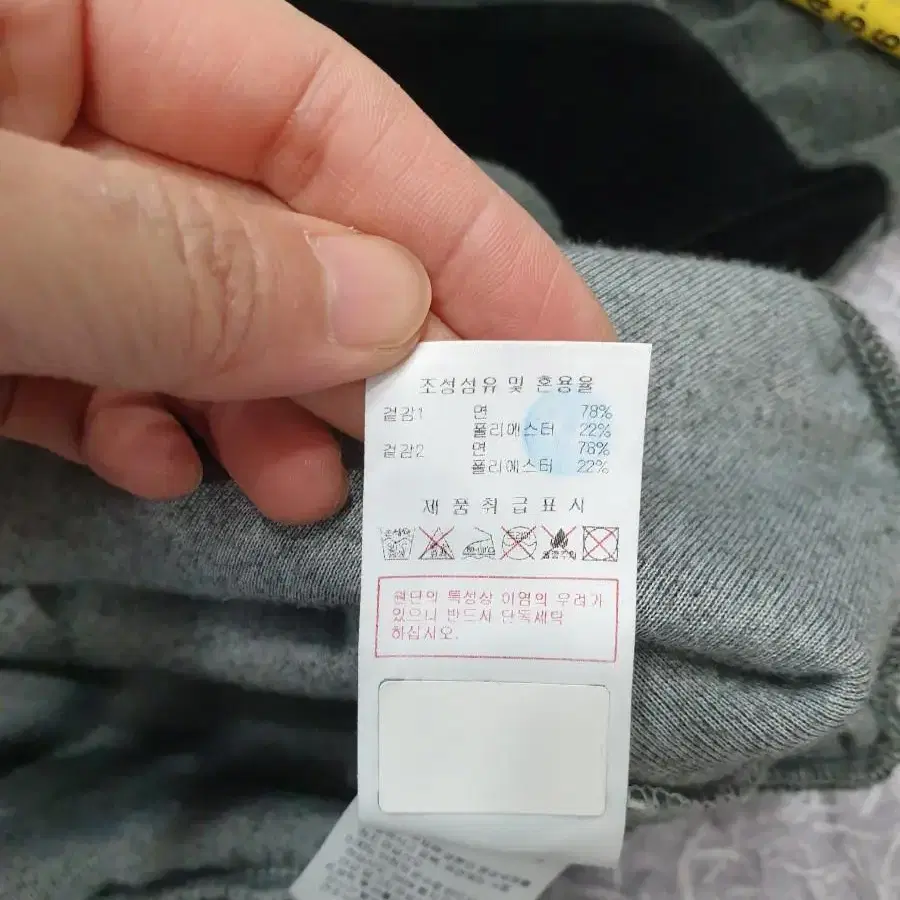 조성섬유 및 혼용율
겉감1 면 78%
폴리에스터 22%
겉감2 면 78%
폴리에스터 22%
제 품 취 급 표 시
손세탁
원단의 특성상 이염의 우려가
있으니 반드시 단독세탁
하십시오.